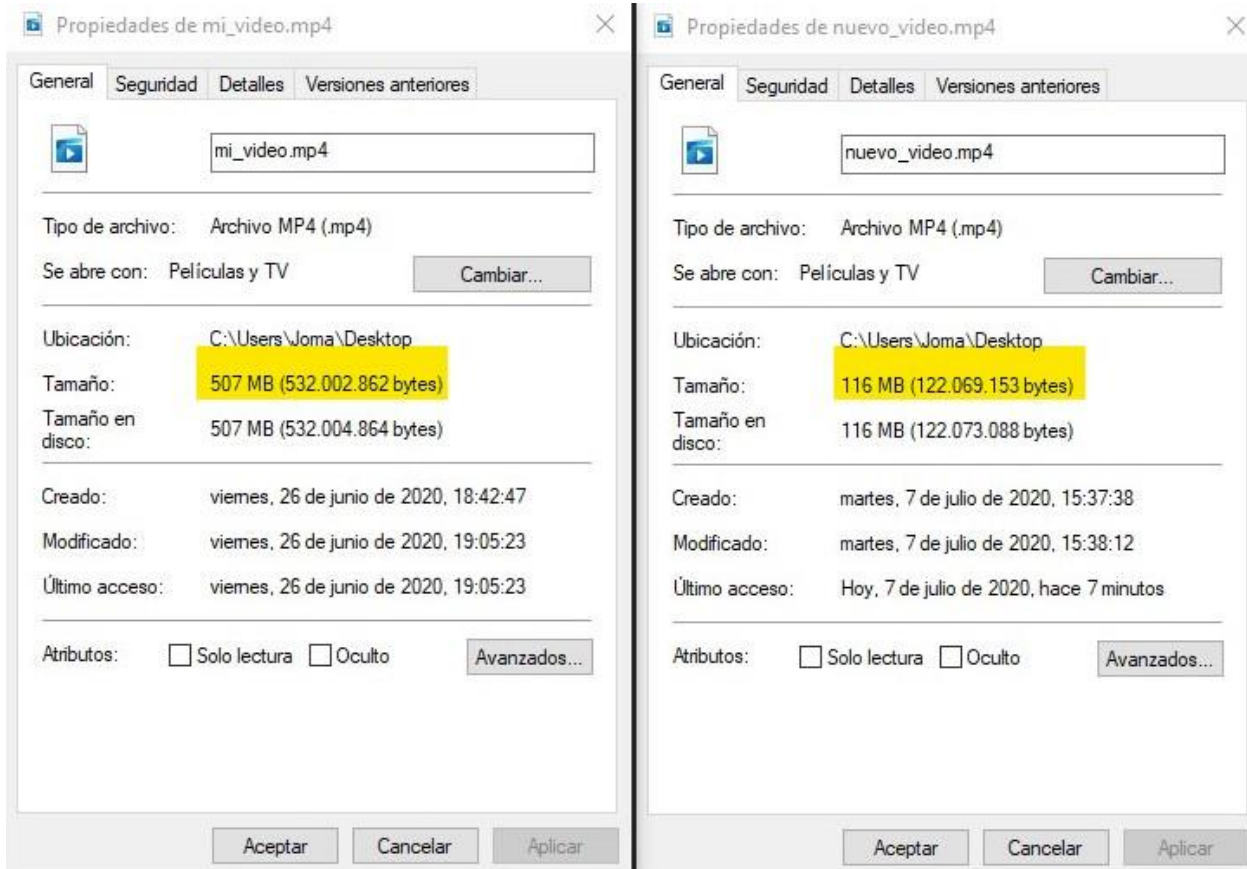 Propiedades de mi_video.mp4
General Seguridad Detalles Versiones anteriores
mi_video.mp4
Tipo de archivo: Archivo MP4 (.mp4)
Se abre con: Películas y TV Cambiar...
Ubicación: C:\Users\Joma\Desktop
Tamaño: 507 MB (532.002.862 bytes)
Tamaño en
disco: 507 MB (532.004.864 bytes)
Creado: viernes, 26 de junio de 2020, 18:42:47
Modificado: viernes, 26 de junio de 2020, 19:05:23
Último acceso: viernes, 26 de junio de 2020, 19:05:23
Atributos: Solo lectura Oculto Avanzados...
Aceptar Cancelar Aplicar
Propiedades de nuevo_video.mp4
General Seguridad Detalles Versiones anteriores
nuevo_video.mp4
Tipo de archivo: Archivo MP4 (.mp4)
Se abre con: Películas y TV Cambiar...
Ubicación: C:\Users\Joma\Desktop
Tamaño: 116 MB (122.069.153 bytes)
Tamaño en
disco: 116 MB (122.073.088 bytes)
Creado: martes, 7 de julio de 2020, 15:37:38
Modificado: martes, 7 de julio de 2020, 15:38:12
Último acceso: Hoy, 7 de julio de 2020, hace 7 minutos
Atributos: Solo lectura Oculto Avanzados...
Aceptar Cancelar Aplicar